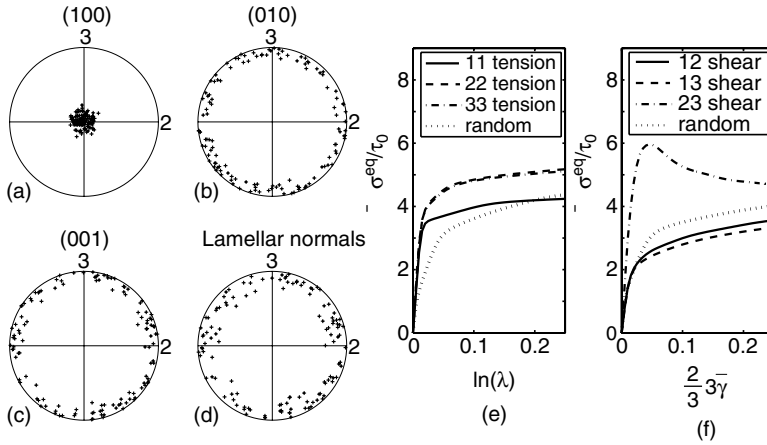 (100)
3
2
(a)
(010)
3
2
(b)
(001)
3
2
(c)
Lamellar normals
3
2
(d)
11 tension
22 tension
33 tension
random
8
6
4
2
0
0
0.1
0.2
σ̄^eq/τ₀
ln(λ)
(e)
12 shear
13 shear
23 shear
random
8
6
4
2
0
0
0.1
0.2
σ̄^eq/τ₀
2/3 3γ̄
(f)